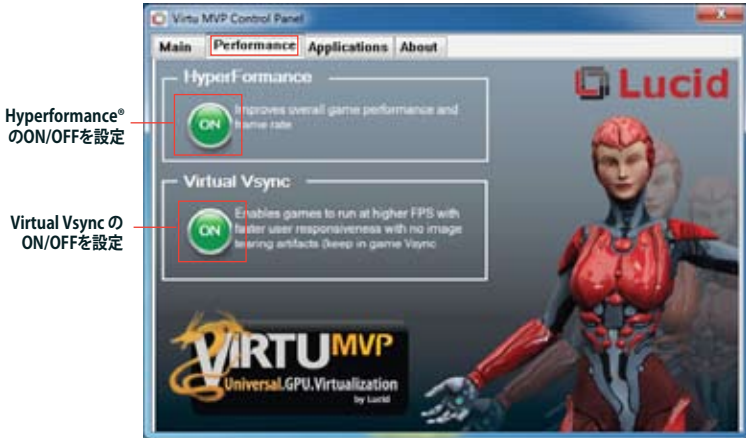 Virtu MVP Control Panel
Main Performance Applications About
HyperFormance
ON
Improves overall game performance and
frame rate
Lucid
Hyperformance®
のON/OFFを設定
Virtual Vsync
ON
Enables games to run at higher FPS with
faster user responsiveness with no image
tearing artifacts (keep in game Vsync
Virtual Vsync の
ON/OFFを設定
VIRTU MVP
Universal.GPU.Virtualization
by Lucid